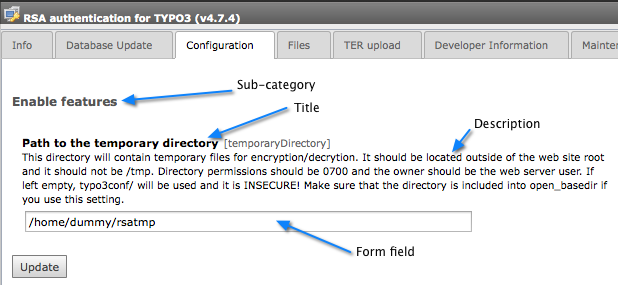 RSA authentication for TYPO3 (v4.7.4)
Info Database Update Configuration Files TER upload Developer Information
Sub-category
Enable features
Title
Description
Path to the temporary directory [temporaryDirectory]
This directory will contain temporary files for encryption/decrytion. It should be located outside of the web site root
and it should not be /tmp. Directory permissions should be 0700 and the owner should be the web server user. If
left empty, typo3conf/ will be used and it is INSECURE! Make sure that the directory is included into open_basedir if
you use this setting.
/home/dummy/rsatmp
Form field
Update